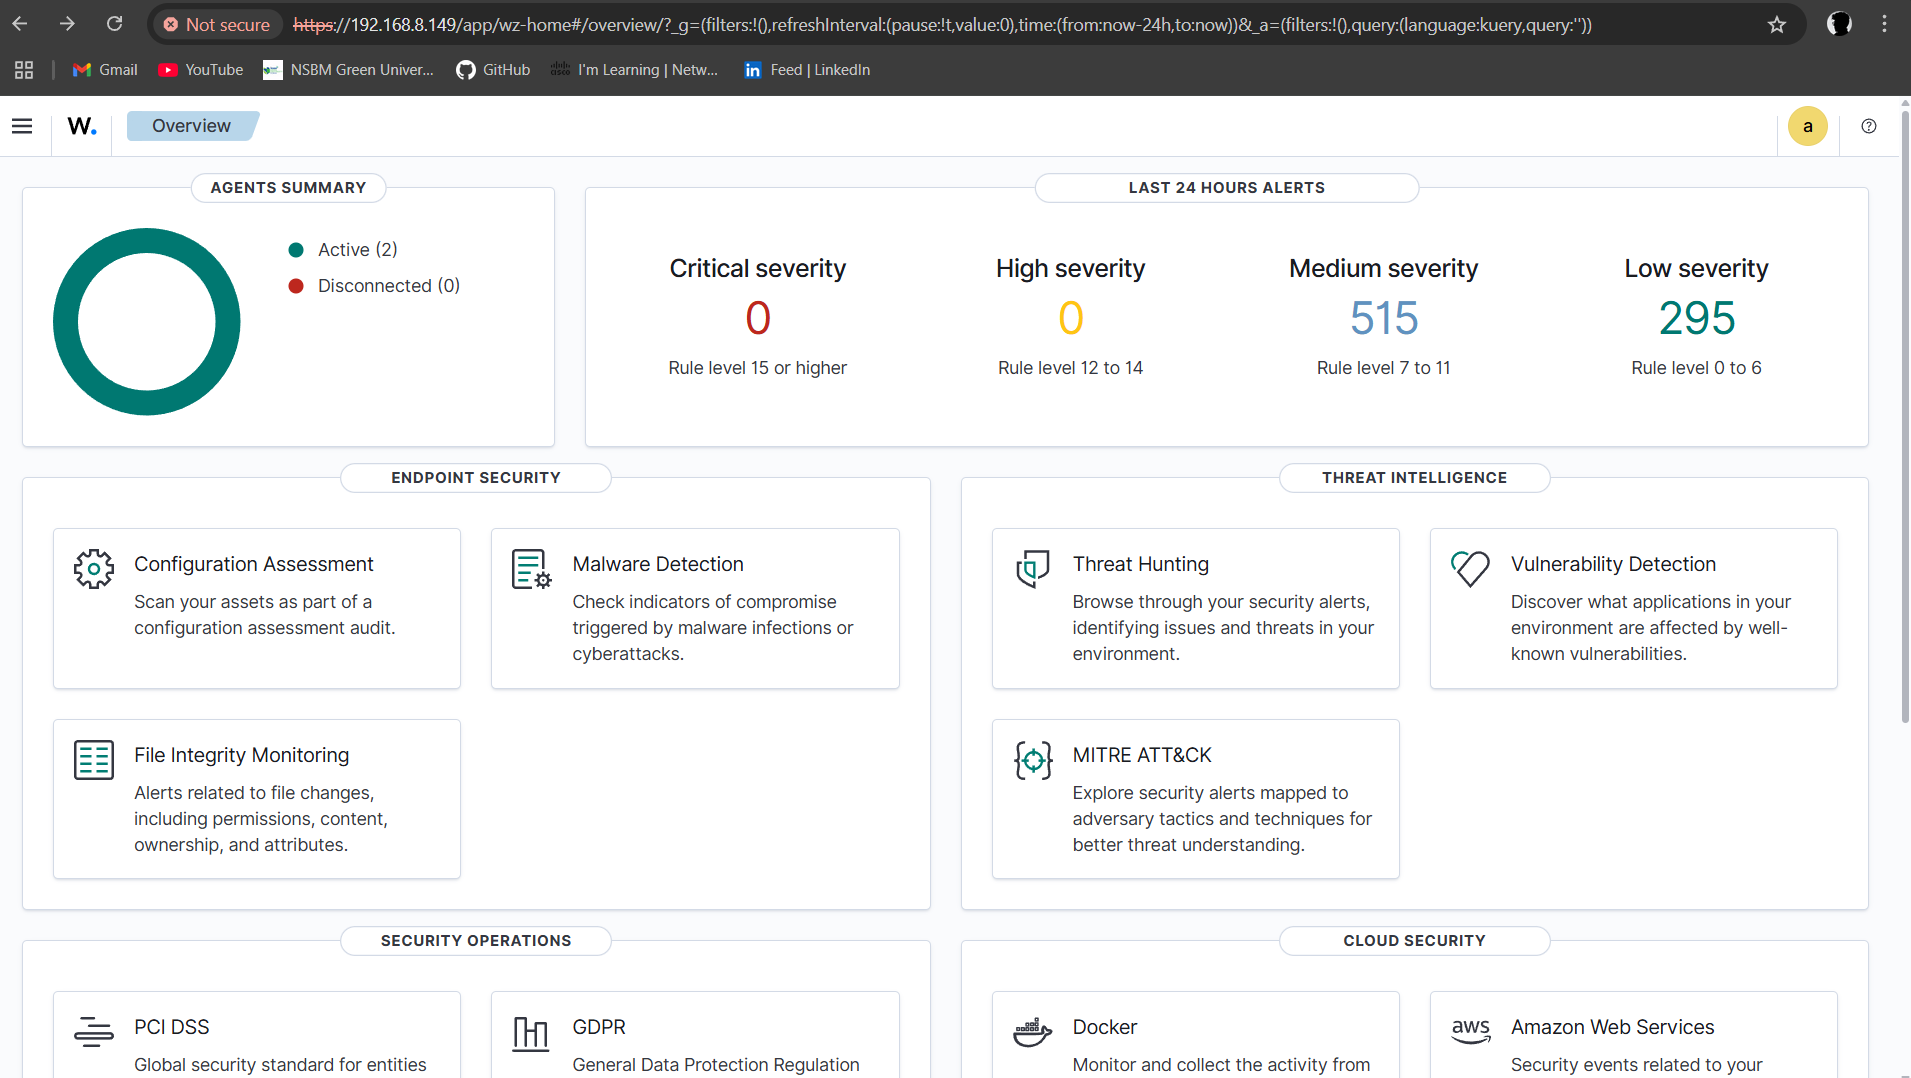 Not secure https://192.168.8.149/app/wz-home#/overview/?_g=(filters:!(),refreshInterval:(pause:!t,value:0),time:(from:now-24h,to:now))&_a=(filters:!(),query:(language:kuery,query:''))
Gmail YouTube NSBM Green Univer... GitHub I'm Learning | Netw... Feed | LinkedIn
W. Overview a
AGENTS SUMMARY
Active (2)
Disconnected (0)
LAST 24 HOURS ALERTS
Critical severity
0
Rule level 15 or higher
High severity
0
Rule level 12 to 14
Medium severity
515
Rule level 7 to 11
Low severity
295
Rule level 0 to 6
ENDPOINT SECURITY
Configuration Assessment
Scan your assets as part of a
configuration assessment audit.
Malware Detection
Check indicators of compromise
triggered by malware infections or
cyberattacks.
File Integrity Monitoring
Alerts related to file changes,
including permissions, content,
ownership, and attributes.
THREAT INTELLIGENCE
Threat Hunting
Browse through your security alerts,
identifying issues and threats in your
environment.
Vulnerability Detection
Discover what applications in your
environment are affected by well-
known vulnerabilities.
MITRE ATT&CK
Explore security alerts mapped to
adversary tactics and techniques for
better threat understanding.
SECURITY OPERATIONS
PCI DSS
Global security standard for entities
GDPR
General Data Protection Regulation
CLOUD SECURITY
Docker
Monitor and collect the activity from
aws
Amazon Web Services
Security events related to your